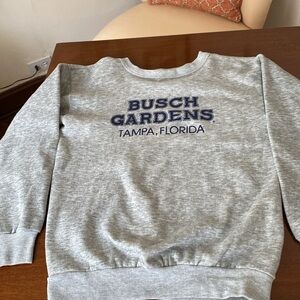 BUSCH
GARDENS
TAMPA, FLORIDA